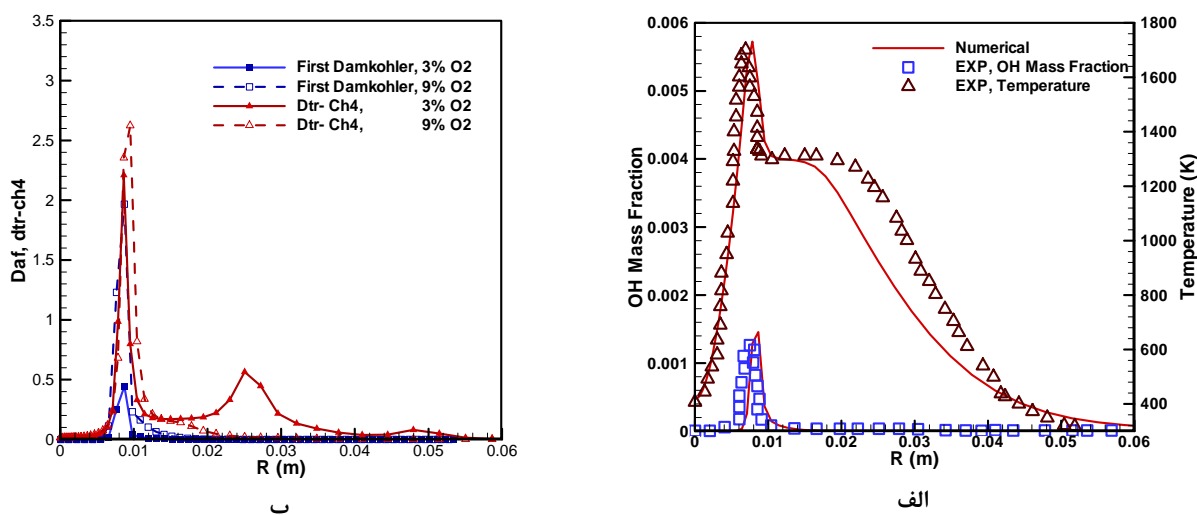 3.5
3
2.5
2
1.5
1
0.5
0
Daf, dtr-ch4
First Damkohler, 3% O2
First Damkohler, 9% O2
Dtr- Ch4, 3% O2
Dtr- Ch4, 9% O2
0 0.01 0.02 0.03 0.04 0.05 0.06
R (m)
ب
0.006
0.005
0.004
0.003
0.002
0.001
0
OH Mass Fraction
Numerical
EXP, OH Mass Fraction
EXP, Temperature
1800
1600
1400
1200
1000
800
600
400
Temperature (K)
0 0.01 0.02 0.03 0.04 0.05 0.06
R (m)
الف